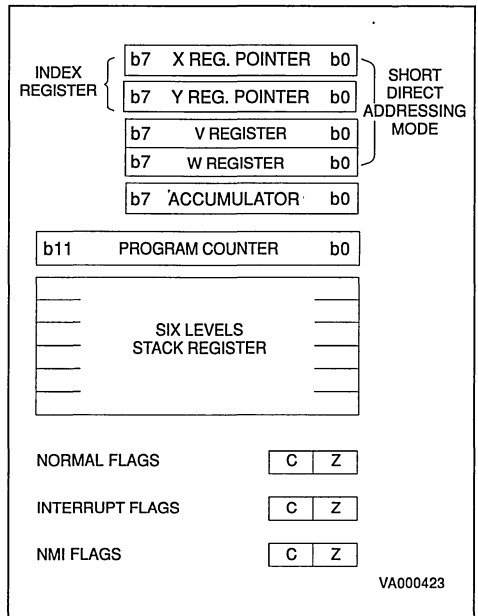 INDEX
REGISTER
b7 X REG. POINTER b0
b7 Y REG. POINTER b0
b7 V REGISTER b0
b7 W REGISTER b0
SHORT
DIRECT
ADDRESSING
MODE
b7 ACCUMULATOR b0
b11 PROGRAM COUNTER b0
SIX LEVELS
STACK REGISTER
NORMAL FLAGS C Z
INTERRUPT FLAGS C Z
NMI FLAGS C Z
VA000423